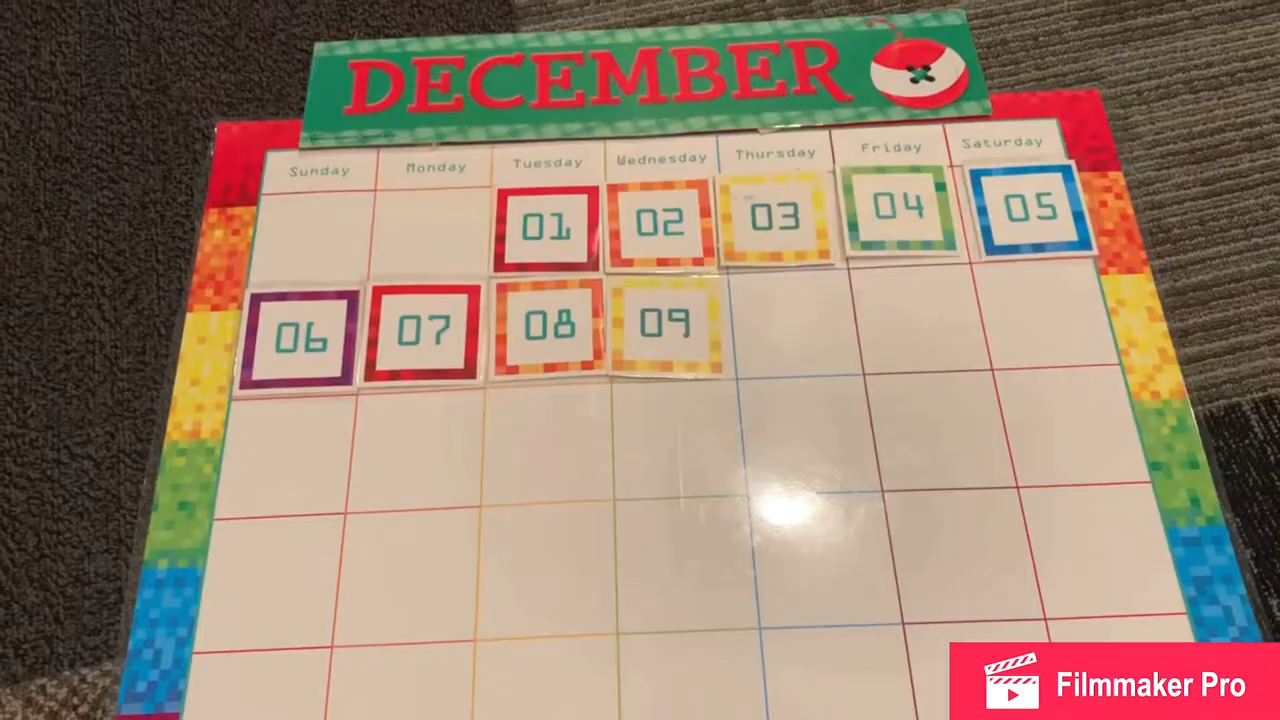 DECEMBER
Sunday Monday Tuesday Wednesday Thursday Friday Saturday
01 02 03 04 05
06 07 08 09
Filmmaker Pro